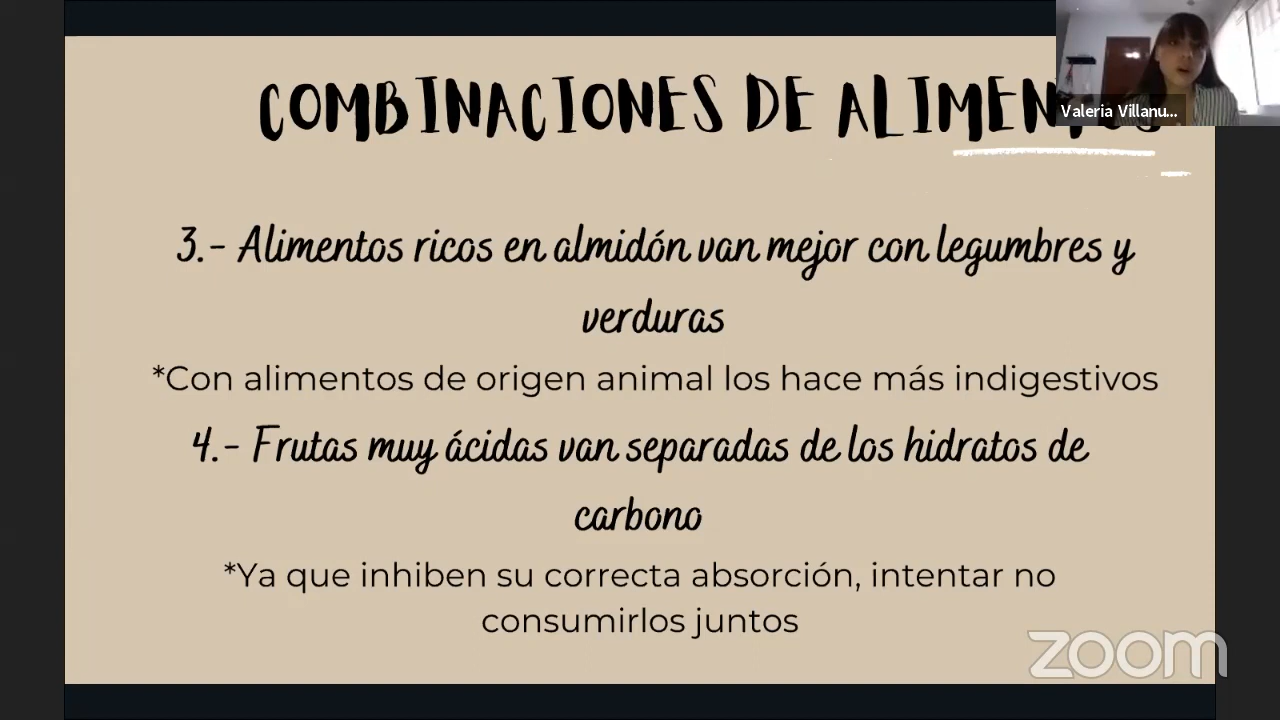 COMBINACIONES DE ALIMENTOS
Valeria Villanu...
3.- Alimentos ricos en almidón van mejor con legumbres y
verduras
*Con alimentos de origen animal los hace más indigestivos
4.- Frutas muy ácidas van separadas de los hidratos de
carbono
*Ya que inhiben su correcta absorción, intentar no
consumirlos juntos
zoom